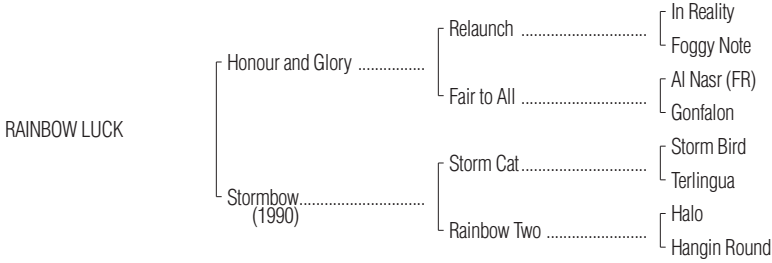 In Reality
Relaunch ............................
Foggy Note
Honour and Glory ................
Al Nasr (FR)
Fair to All ............................
Gonfalon
RAINBOW LUCK
Storm Bird
Storm Cat............................
Terlingua
Stormbow............................
(1990)
Halo
Rainbow Two ......................
Hangin Round